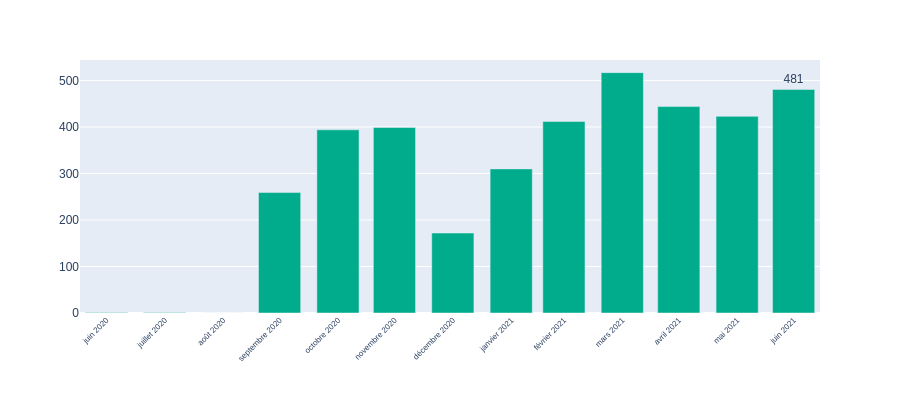 481
500
400
300
200
100
0
juin 2020
juillet 2020
août 2020
septembre 2020
octobre 2020
novembre 2020
décembre 2020
janvier 2021
février 2021
mars 2021
avril 2021
mai 2021
juin 2021